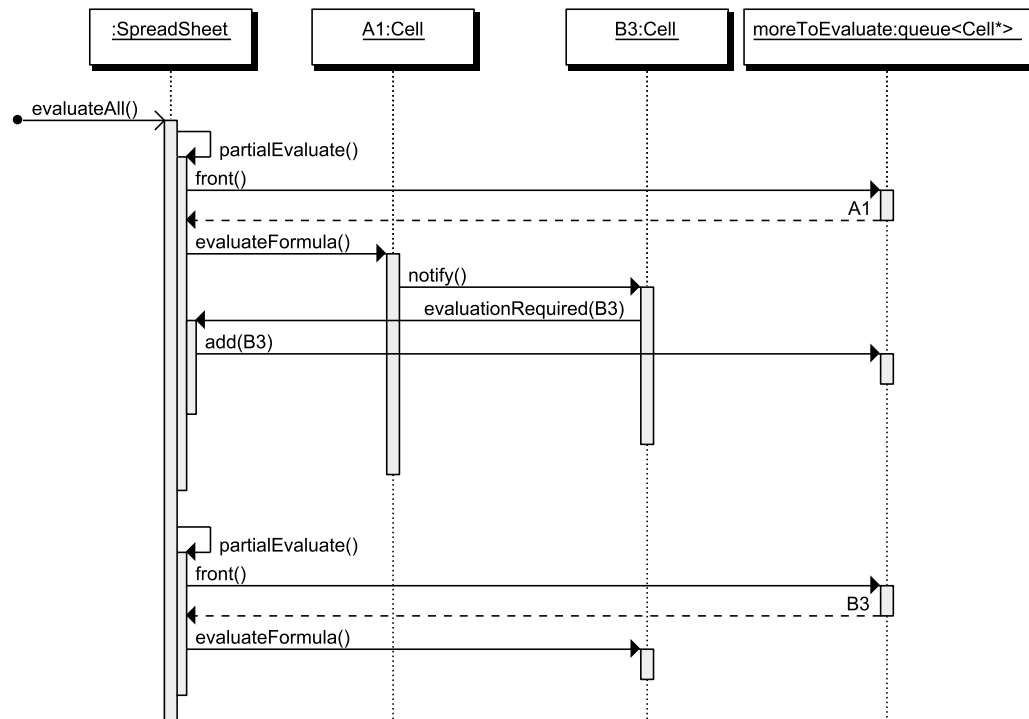 :SpreadSheet
A1:Cell
B3:Cell
moreToEvaluate:queue<Cell*>
evaluateAll()
partialEvaluate()
front()
A1
evaluateFormula()
notify()
evaluationRequired(B3)
add(B3)
partialEvaluate()
front()
B3
evaluateFormula()